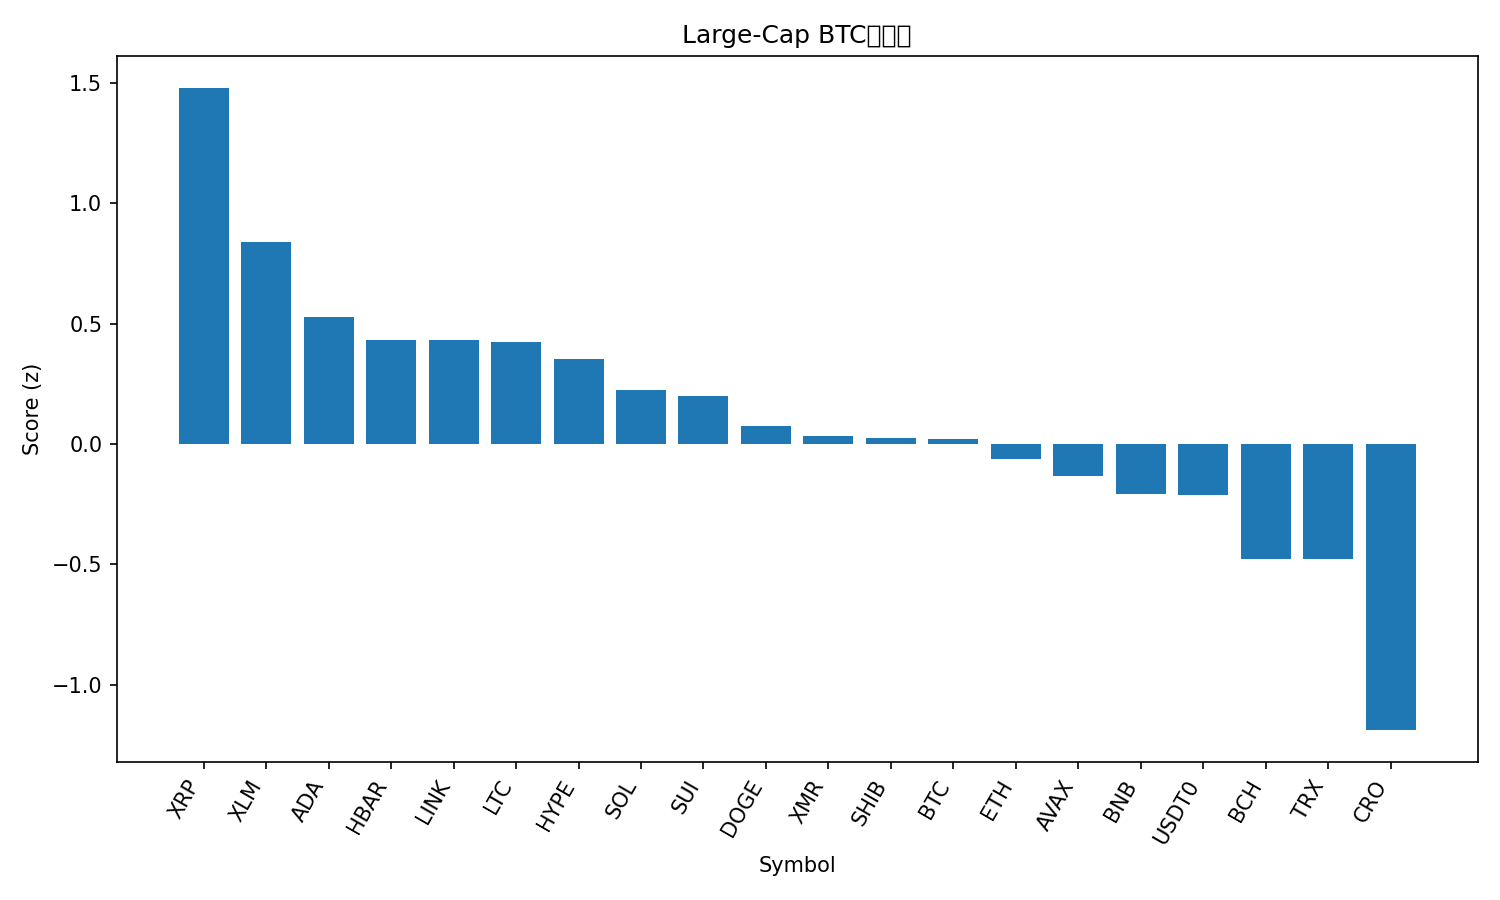 Large-Cap BTC
1.5
1.0
0.5
0.0
−0.5
−1.0
Score (z)
XRP
XLM
ADA
HBAR
LINK
LTC
HYPE
SOL
SUI
DOGE
XMR
SHIB
BTC
ETH
AVAX
BNB
USDT0
BCH
TRX
CRO
Symbol